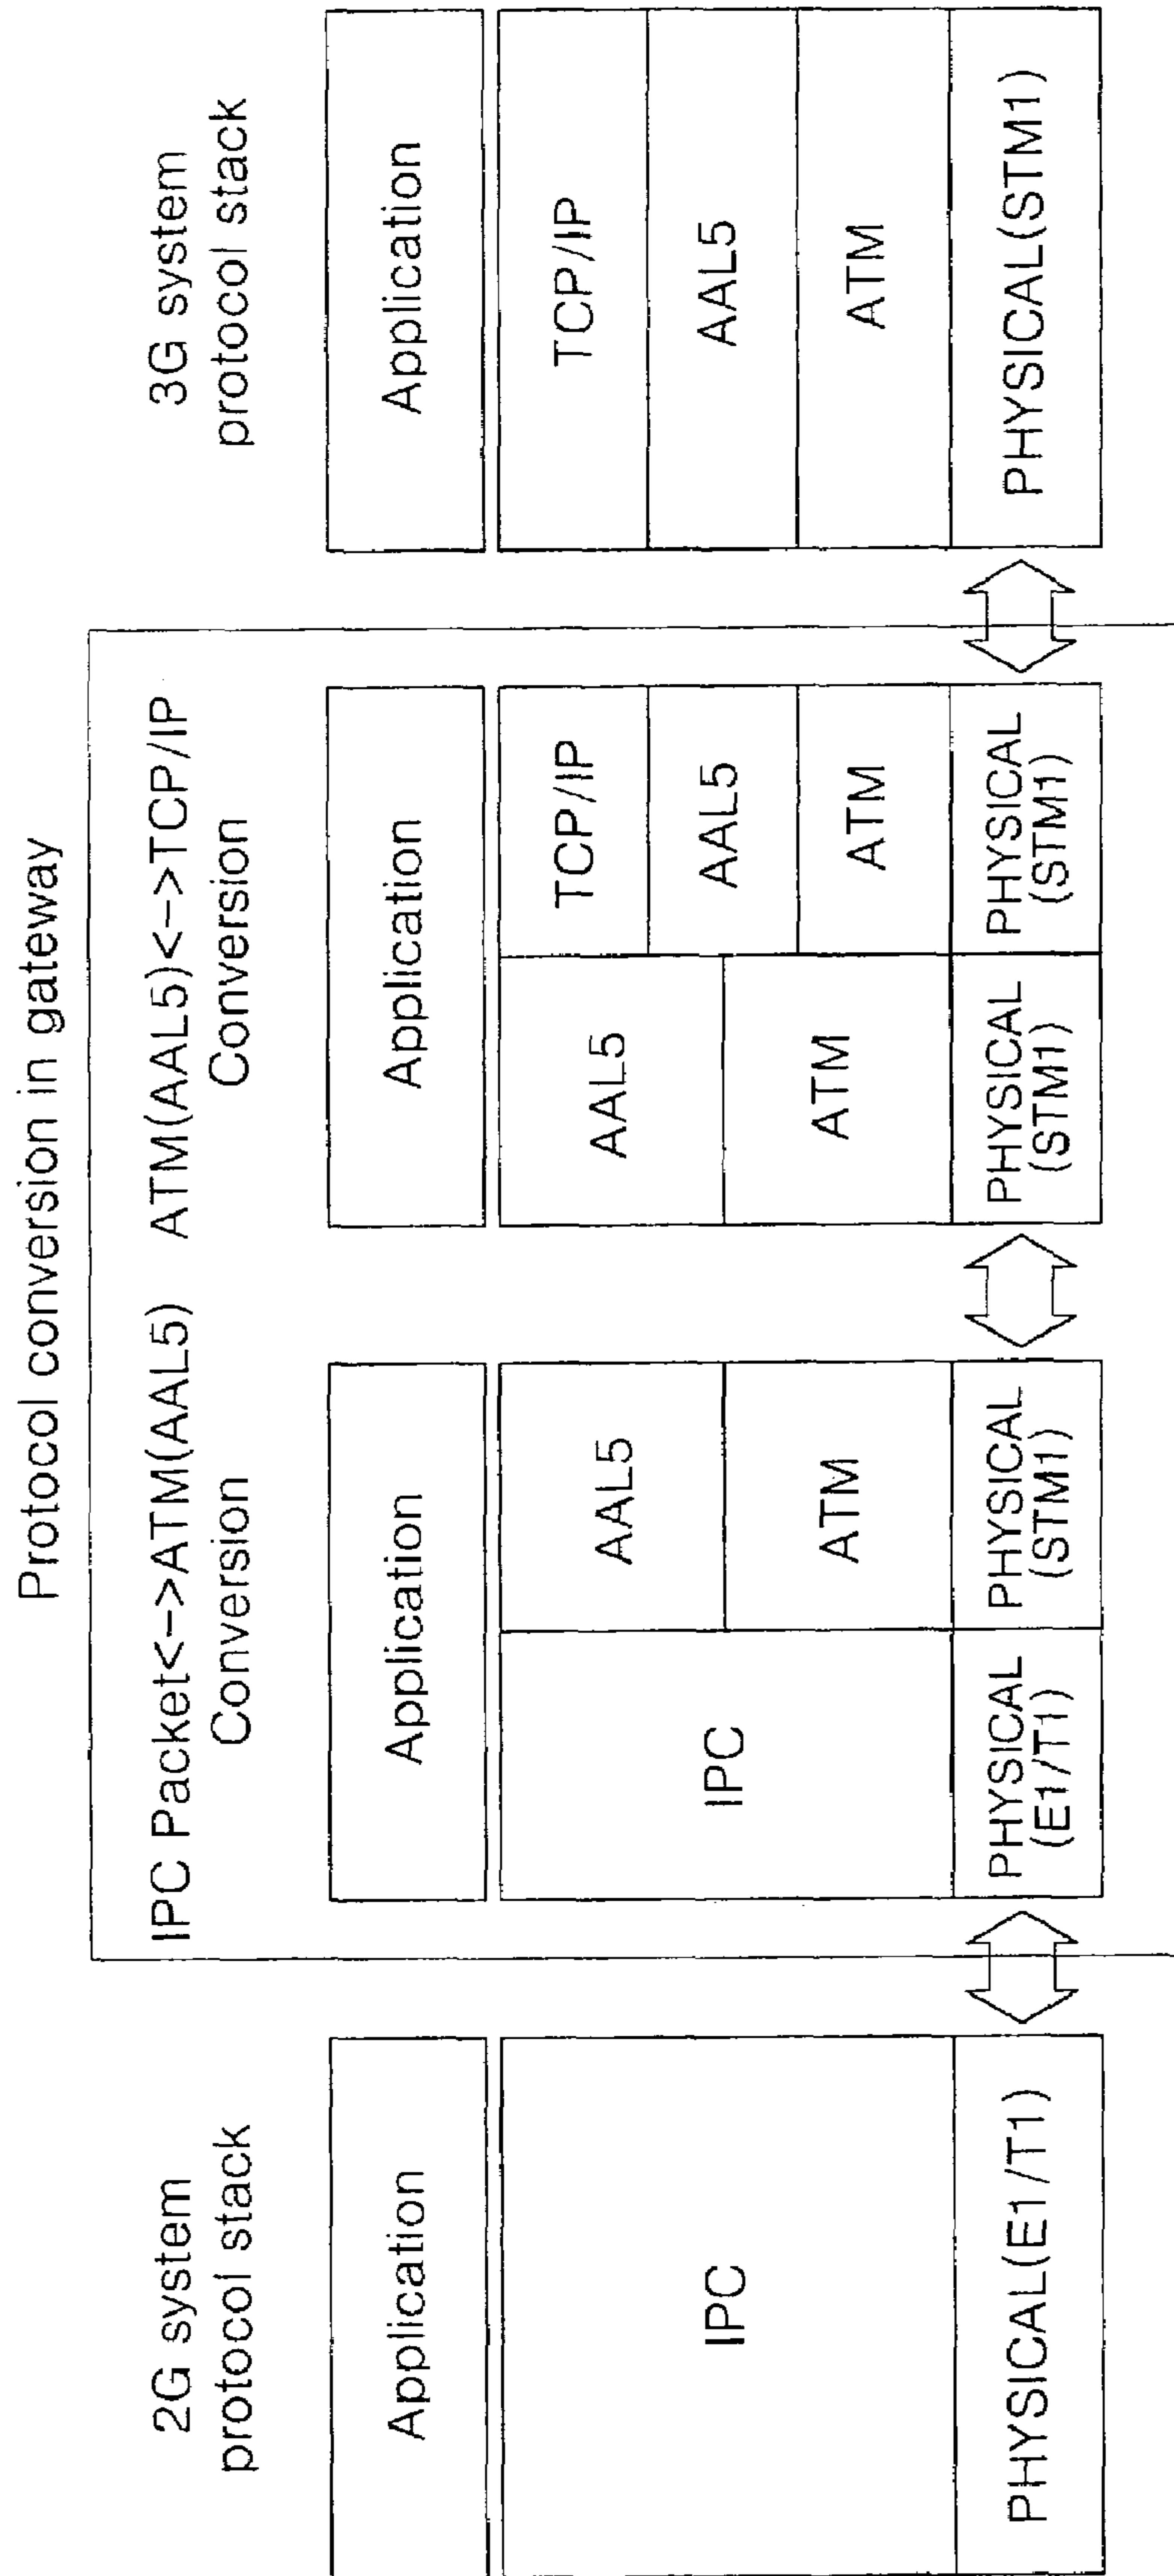 Protocol conversion in gateway
2G system
protocol stack
Application
IPC
PHYSICAL(E1/T1)
IPC Packet<->ATM(AAL5)
Conversion
Application
IPC
AAL5
ATM
PHYSICAL
(E1/T1)
PHYSICAL
(STM1)
ATM(AAL5)<->TCP/IP
Conversion
Application
AAL5
ATM
TCP/IP
AAL5
ATM
PHYSICAL
(STM1)
PHYSICAL
(STM1)
3G system
protocol stack
Application
TCP/IP
AAL5
ATM
PHYSICAL(STM1)